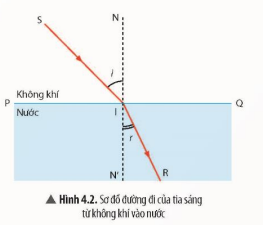 S
N
i
Không khí
P
Q
Nước
I
r
N'
R
▲ Hình 4.2. Sơ đồ đường đi của tia sáng
từ không khí vào nước